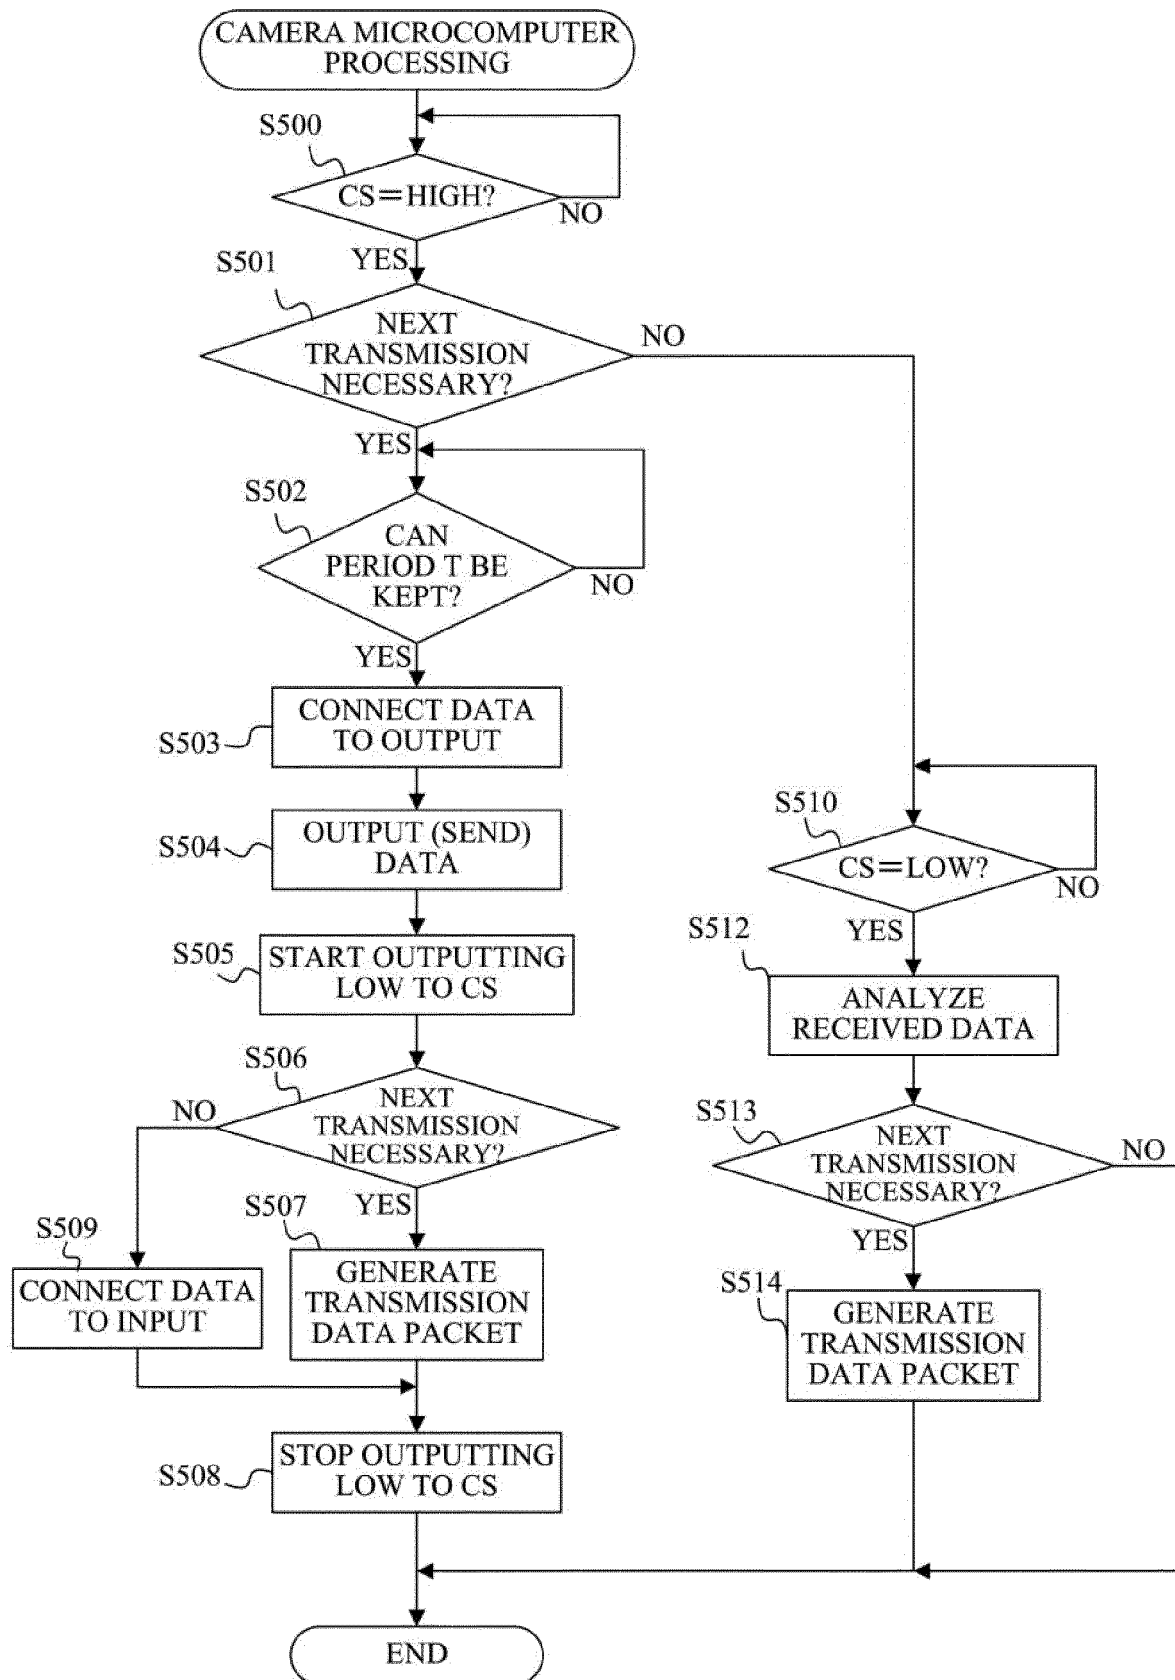 CAMERA MICROCOMPUTER
PROCESSING
S500
CS=HIGH?
NO
YES
S501
NEXT
TRANSMISSION
NECESSARY?
NO
YES
S502
CAN
PERIOD T BE
KEPT?
NO
YES
S503
CONNECT DATA
TO OUTPUT
S504
OUTPUT (SEND)
DATA
S505
START OUTPUTTING
LOW TO CS
S506
NEXT
TRANSMISSION
NECESSARY?
NO
YES
S507
GENERATE
TRANSMISSION
DATA PACKET
S509
CONNECT DATA
TO INPUT
S508
STOP OUTPUTTING
LOW TO CS
S510
CS=LOW?
NO
YES
S512
ANALYZE
RECEIVED DATA
S513
NEXT
TRANSMISSION
NECESSARY?
NO
YES
S514
GENERATE
TRANSMISSION
DATA PACKET
END